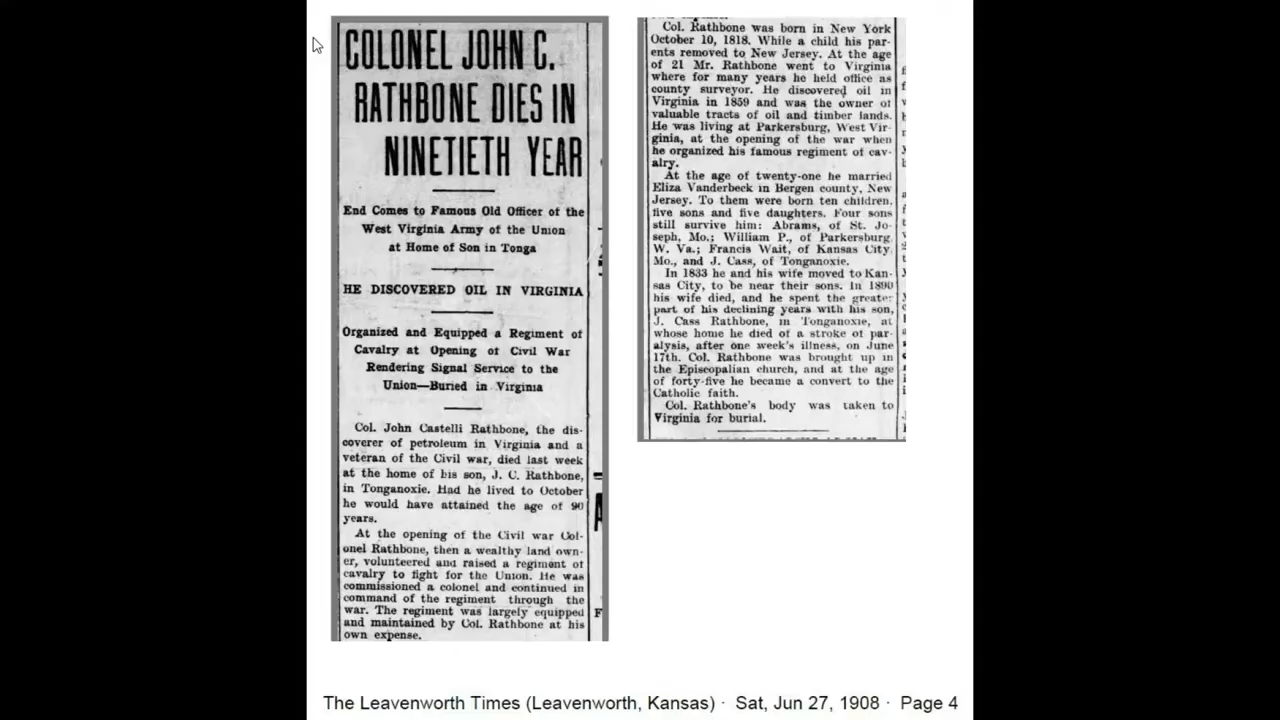 COLONEL JOHN C.
RATHBONE DIES IN
NINETIETH YEAR
End Comes to Famous Old Officer of the
West Virginia Army of the Union
at Home of Son in Tonga
HE DISCOVERED OIL IN VIRGINIA
Organized and Equipped a Regiment of
Cavalry at Opening of Civil War
Rendering Signal Service to the
Union—Buried in Virginia
Col. John Castelli Rathbone, the dis-
coverer of petroleum in Virginia and a
veteran of the Civil war, died last week
at the home of his son, J. C. Rathbone,
in Tonganoxie. Had he lived to October
he would have attained the age of 90
years.
At the opening of the Civil war Col-
onel Rathbone, then a wealthy land own-
er, volunteered and raised a regiment of
cavalry to fight for the Union. He was
commissioned a colonel and continued in
command of the regiment through the
war. The regiment was largely equipped
and maintained by Col. Rathbone at his
own expense.
Col. Rathbone was born in New York
October 10, 1818. While a child his par-
ents removed to New Jersey. At the age
of 21 Mr. Rathbone went to Virginia
where for many years he held office as
county surveyor. He discovered oil in
Virginia in 1859 and was the owner of
valuable tracts of oil and timber lands.
He was living at Parkersburg, West Vir-
ginia, at the opening of the war when
he organized his famous regiment of cav-
alry.
At the age of twenty-one he married
Eliza Vanderbeck in Bergen county, New
Jersey. To them were born ten children,
five sons and five daughters. Four sons
still survive him: Abrams, of St. Jo-
seph, Mo.; William P., of Parkersburg
W. Va.; Francis Wait, of Kansas City,
Mo., and J. Cass, of Tonganoxie.
In 1833 he and his wife moved to Kan-
sas City, to be near their sons. In 1890
his wife died, and he spent the greater
part of his declining years with his son,
J. Cass Rathbone, in Tonganoxie, at
whose home he died of a stroke of par-
alysis, after one week's illness, on June
17th. Col. Rathbone was brought up in
the Episcopalian church, and at the age
of forty-five he became a convert to the
Catholic faith.
Col. Rathbone's body was taken to
Virginia for burial.
The Leavenworth Times (Leavenworth, Kansas) · Sat, Jun 27, 1908 · Page 4